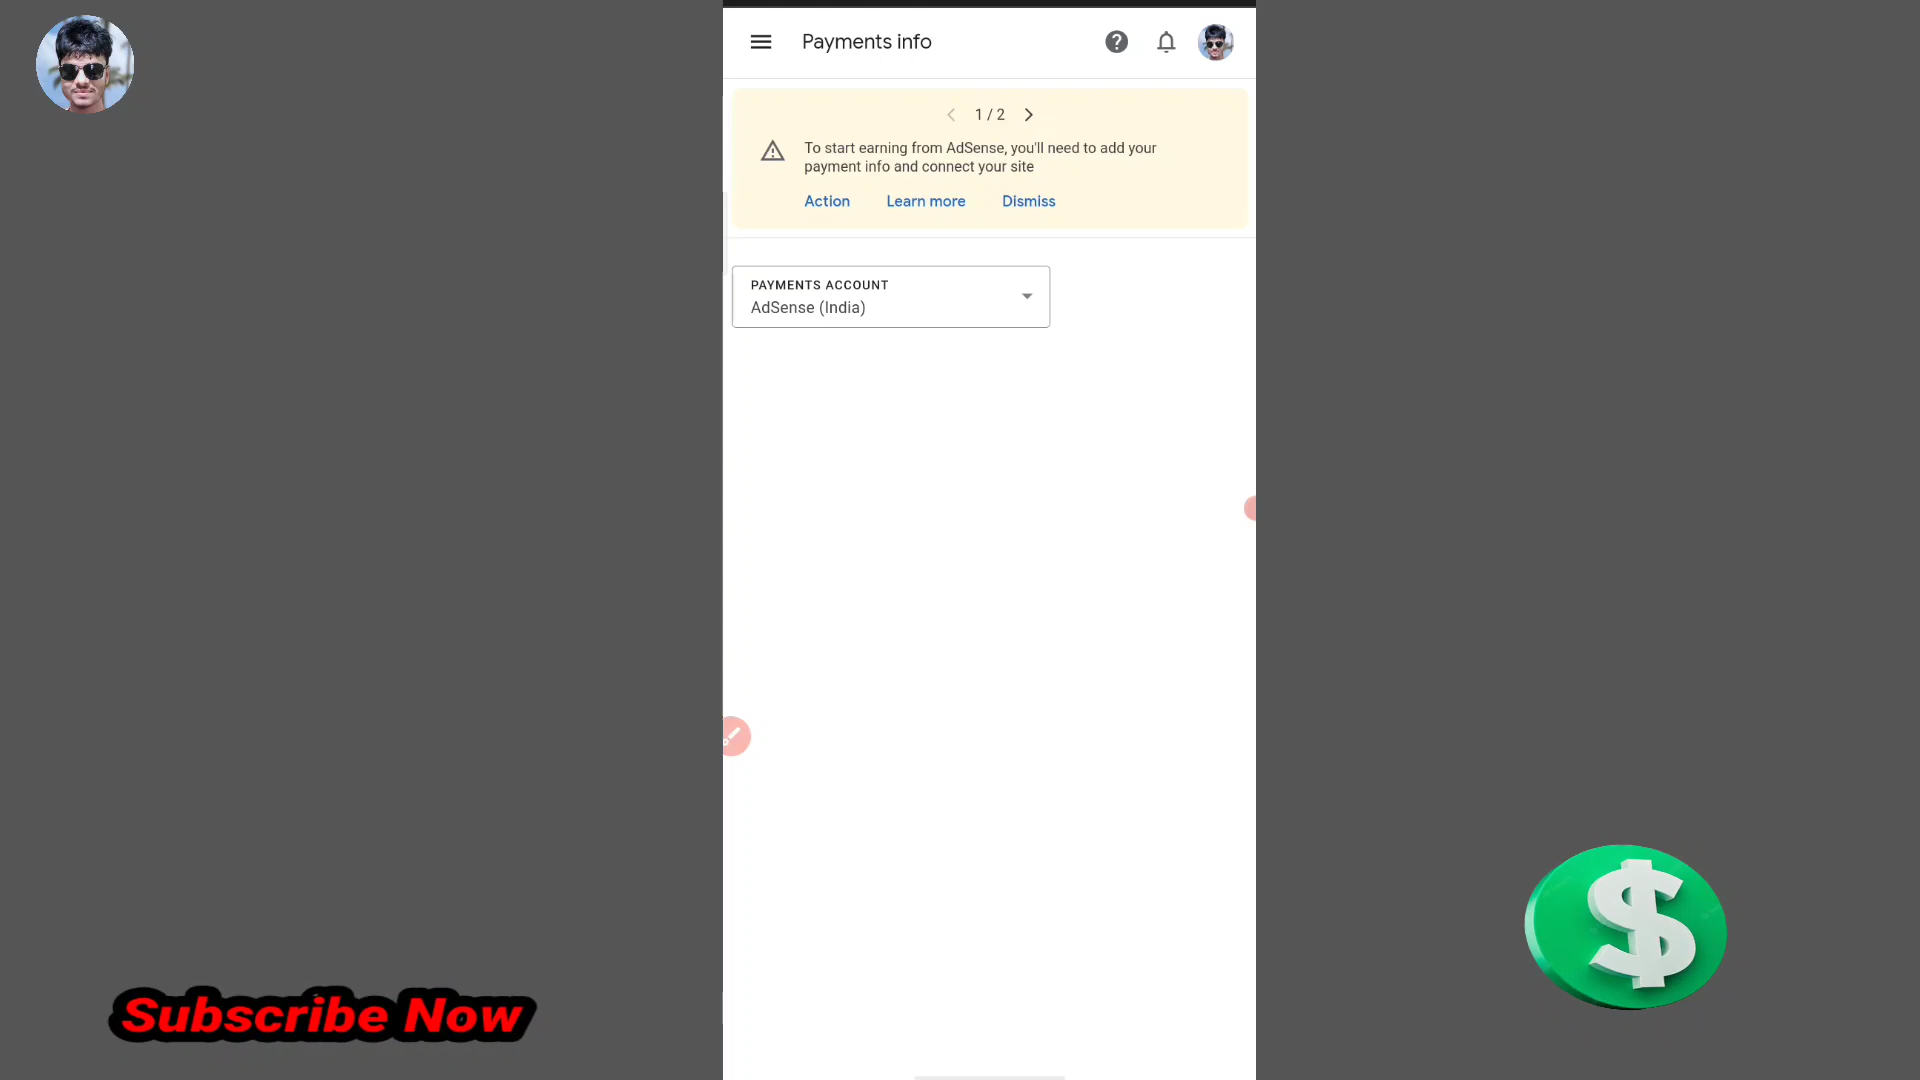 Payments info
1 / 2
To start earning from AdSense, you'll need to add your
payment info and connect your site
Action Learn more Dismiss
PAYMENTS ACCOUNT
AdSense (India)
Subscribe Now
$